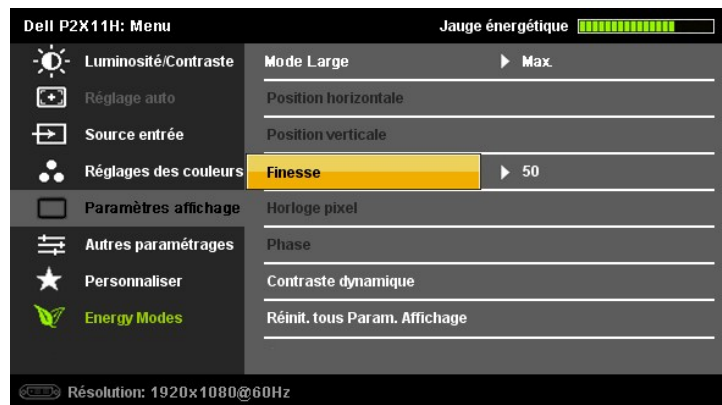 Dell P2X11H: Menu
Jauge énergétique
Luminosité/Contraste
Mode Large
Max.
Réglage auto
Position horizontale
Source entrée
Position verticale
Réglages des couleurs
Finesse
50
Paramètres affichage
Horloge pixel
Autres paramétrages
Phase
Personnaliser
Contraste dynamique
Energy Modes
Réinit. tous Param. Affichage
Résolution: 1920x1080@60Hz